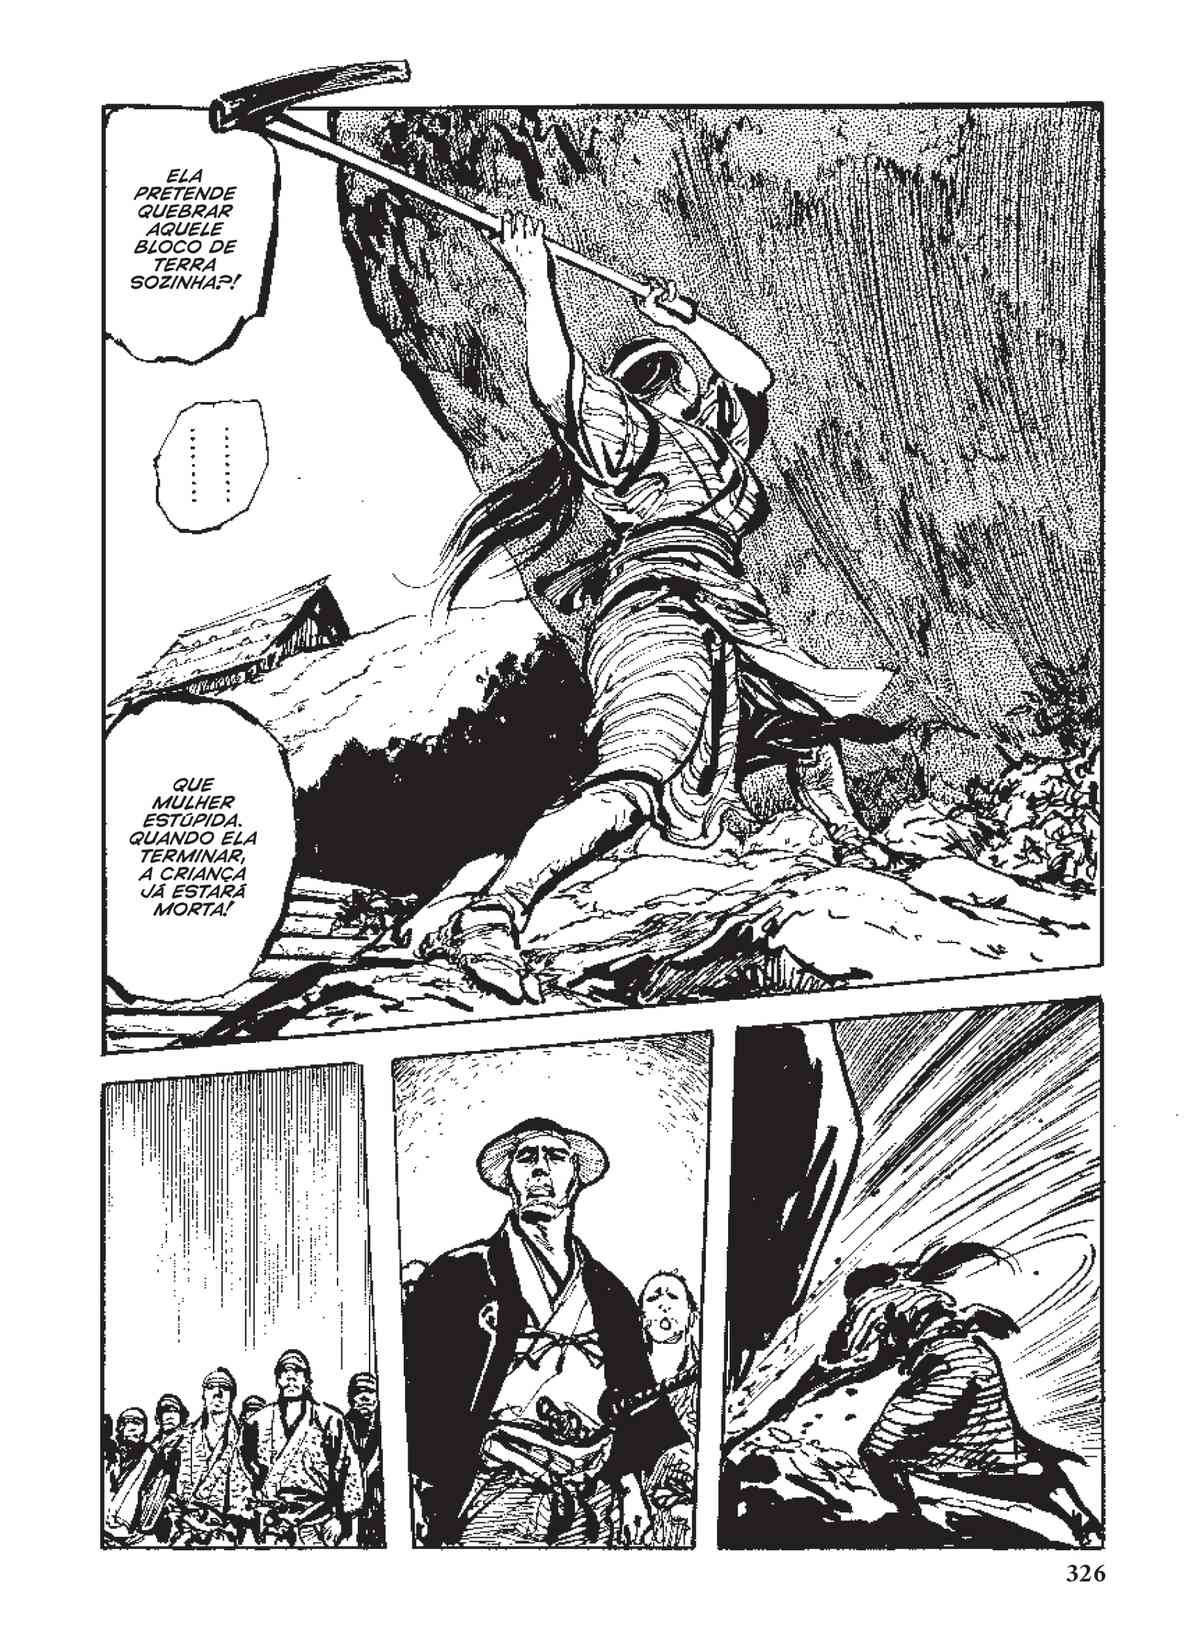 ELA
PRETENDE
QUEBRAR
AQUELE
BLOCO DE
TERRA
SOZINHA?!
QUE
MULHER
ESTÚPIDA.
QUANDO ELA
TERMINAR,
A CRIANÇA
JÁ ESTARÁ
MORTA!
326